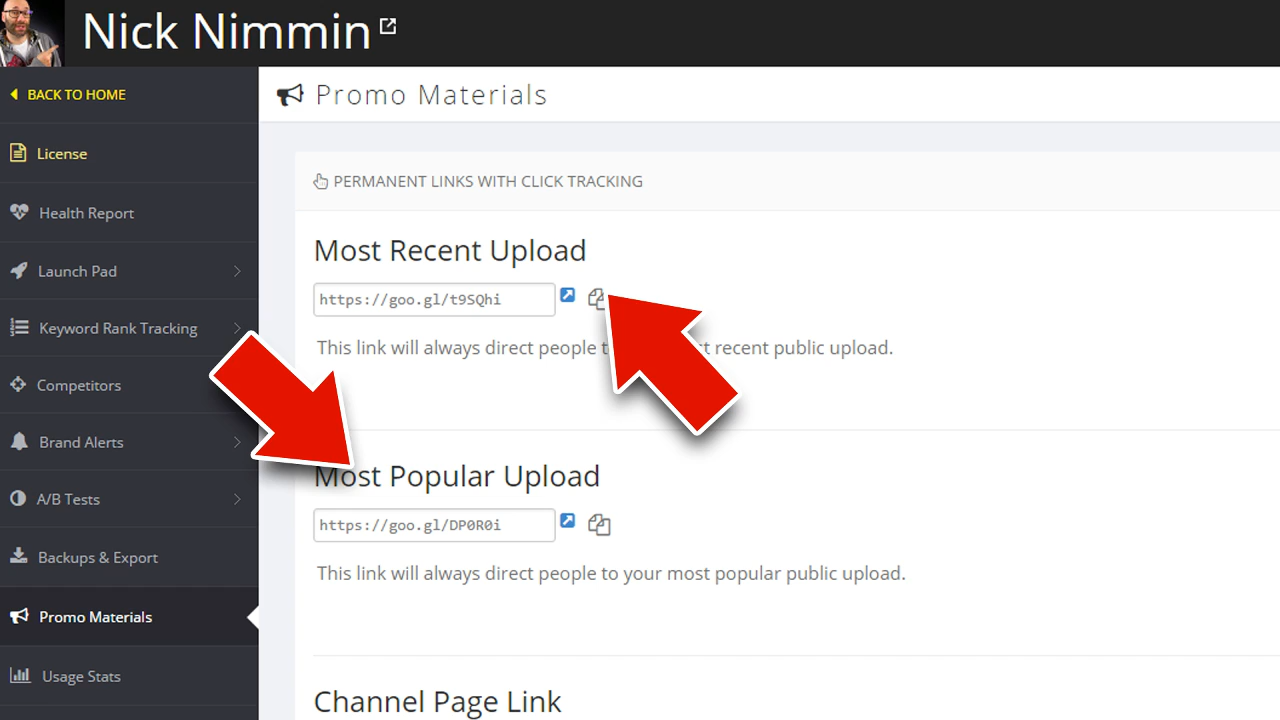 Nick Nimmin
BACK TO HOME
License
Health Report
Launch Pad
Keyword Rank Tracking
Competitors
Brand Alerts
A/B Tests
Backups & Export
Promo Materials
Usage Stats
Promo Materials
PERMANENT LINKS WITH CLICK TRACKING
Most Recent Upload
https://goo.gl/t9SQhi
This link will always direct people recent public upload.
Most Popular Upload
https://goo.gl/DP0R0i
This link will always direct people to your most popular public upload.
Channel Page Link